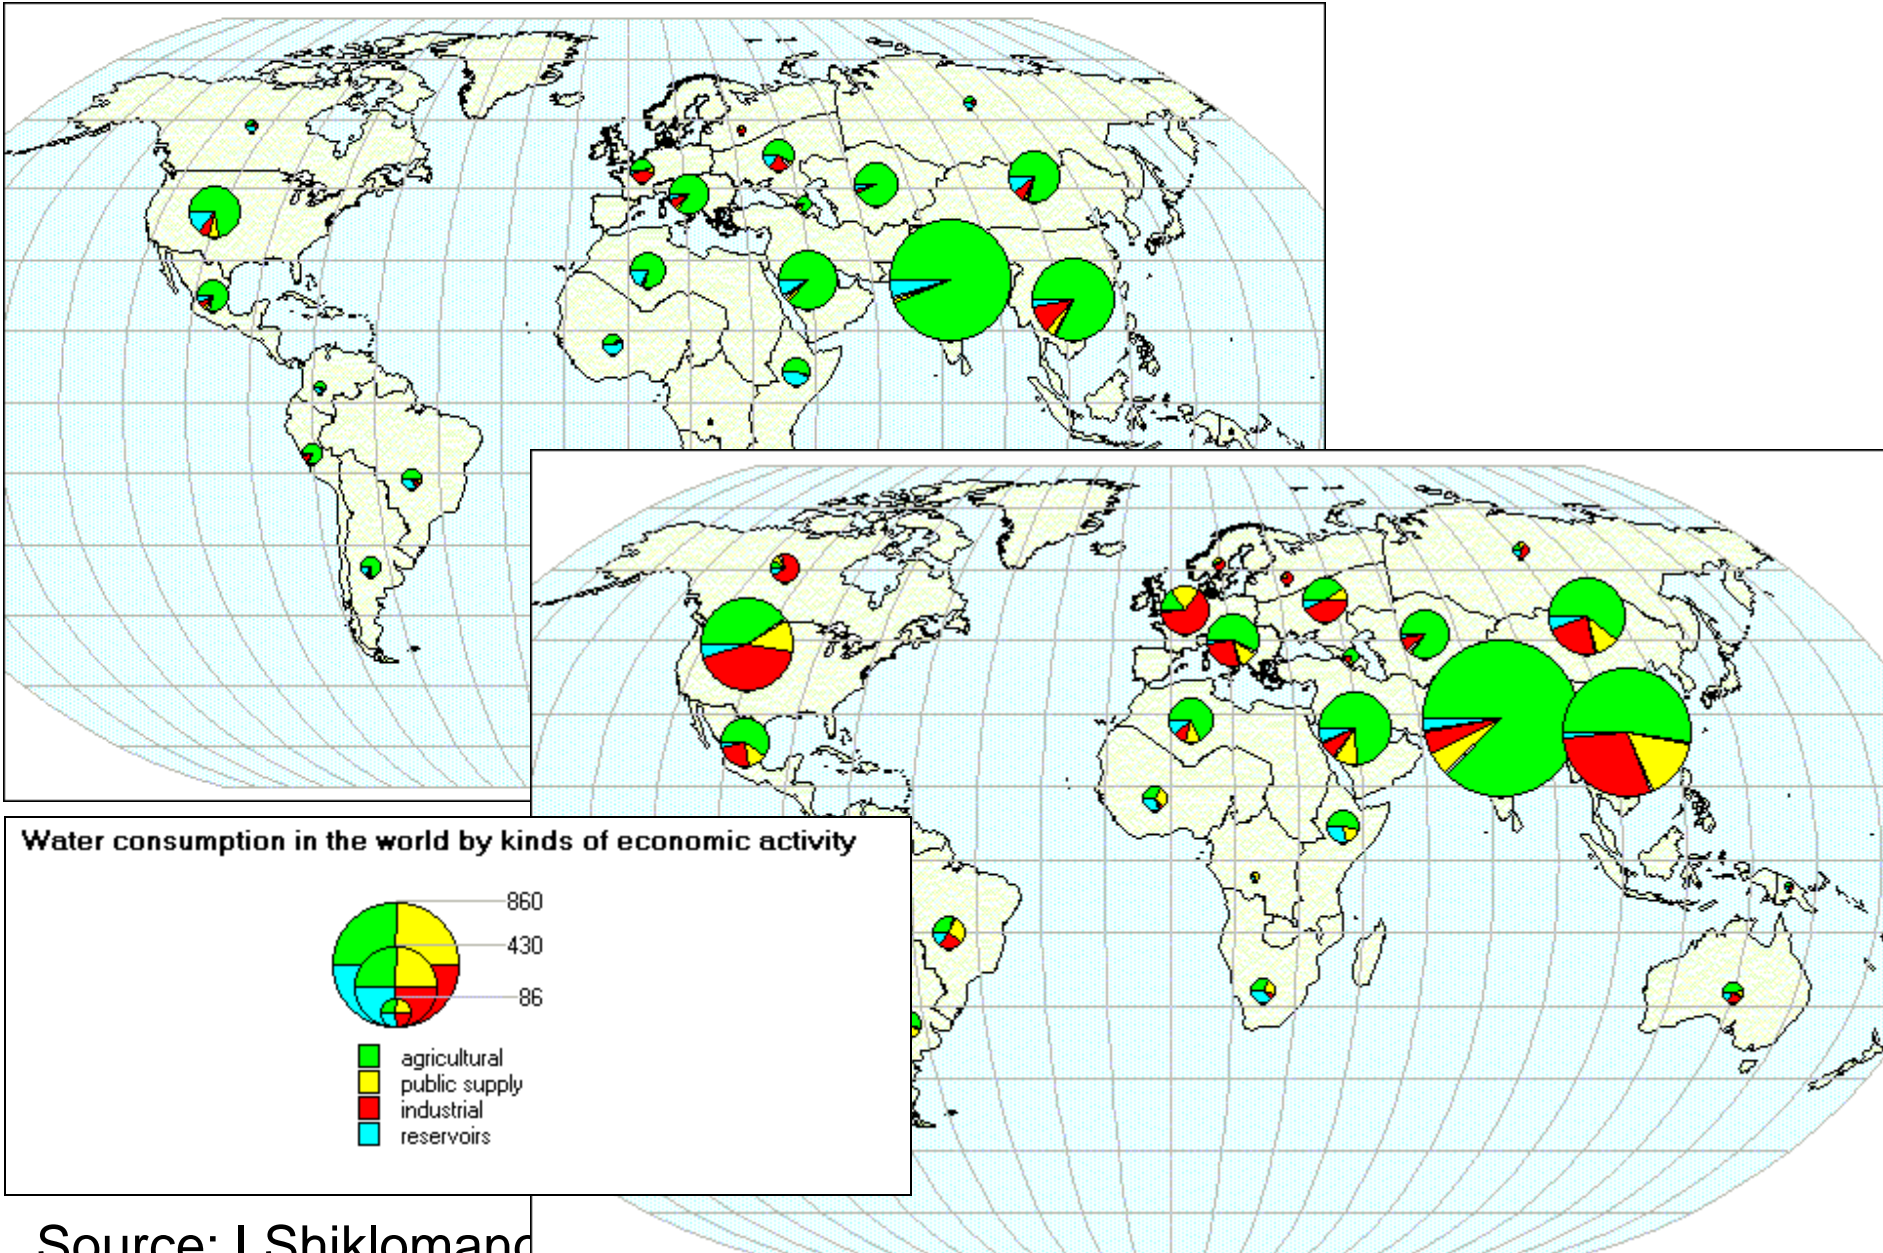 Water consumption in the world by kinds of economic activity
860
430
86
agricultural
public supply
industrial
reservoirs
Source: I Shiklomano